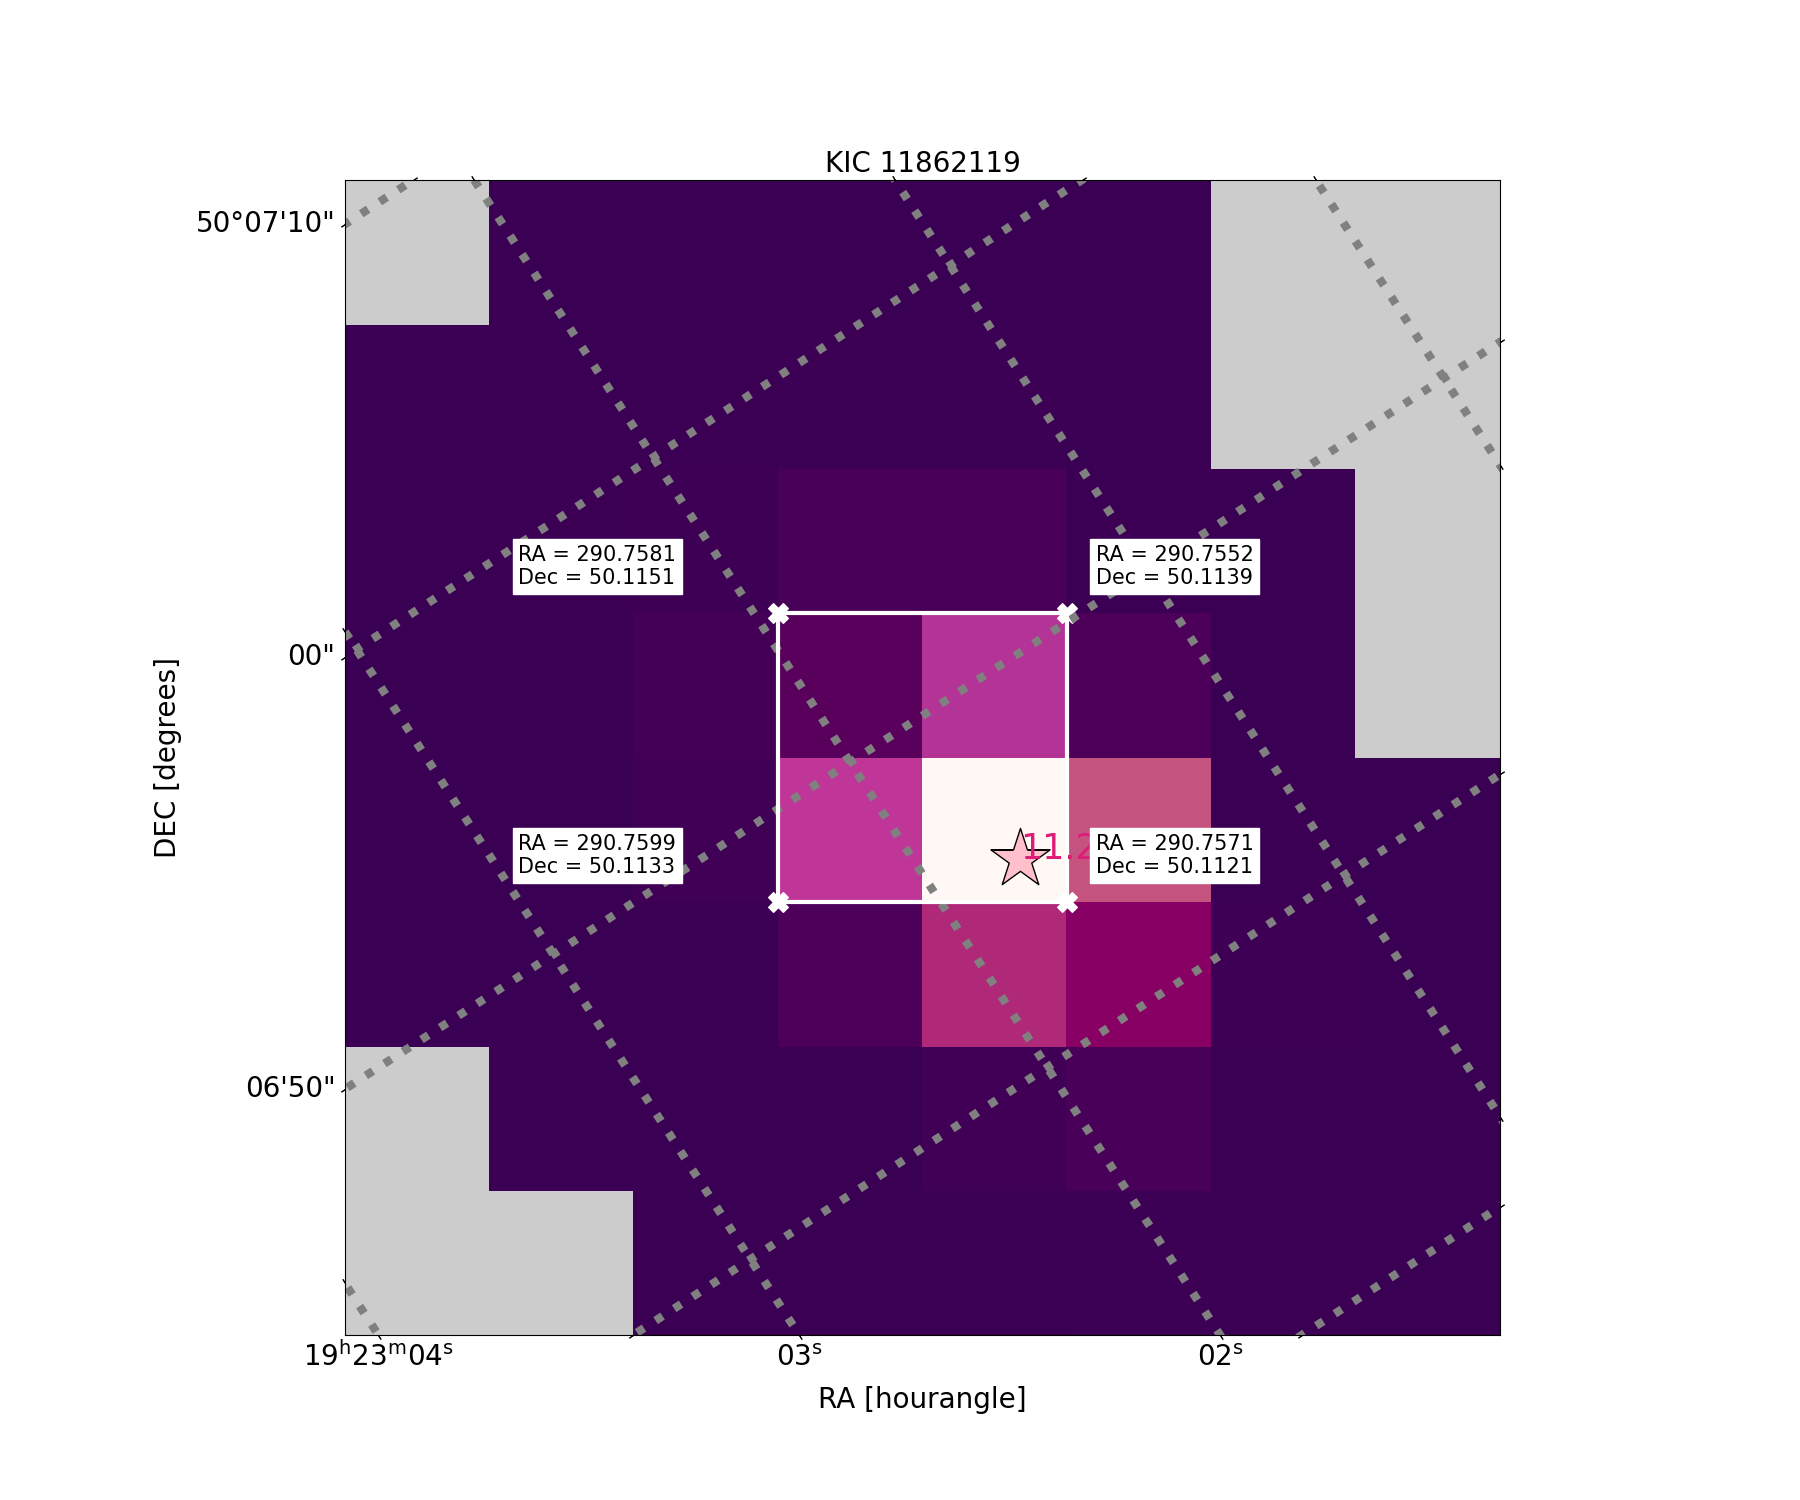 KIC 11862119
50°07'10"
RA = 290.7581
Dec = 50.1151
RA = 290.7552
Dec = 50.1139
00"
DEC [degrees]
RA = 290.7599
Dec = 50.1133
11.2
RA = 290.7571
Dec = 50.1121
06'50"
19ʰ23ᵐ04ˢ
03ˢ
02ˢ
RA [hourangle]